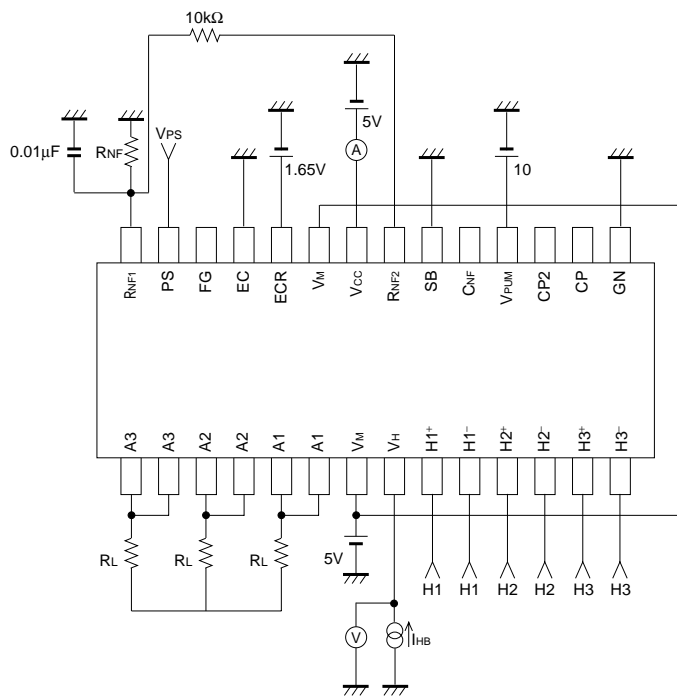 10kΩ
5V
VPS
0.01µF
RNF
1.65V
A
10
RNF1 PS FG EC ECR VM VCC RNF2 SB CNF VPUM CP2 CP GN
A3 A3 A2 A2 A1 A1 VM VH H1+ H1− H2+ H2− H3+ H3−
5V
RL RL RL
H1 H1 H2 H2 H3 H3
V
IHB